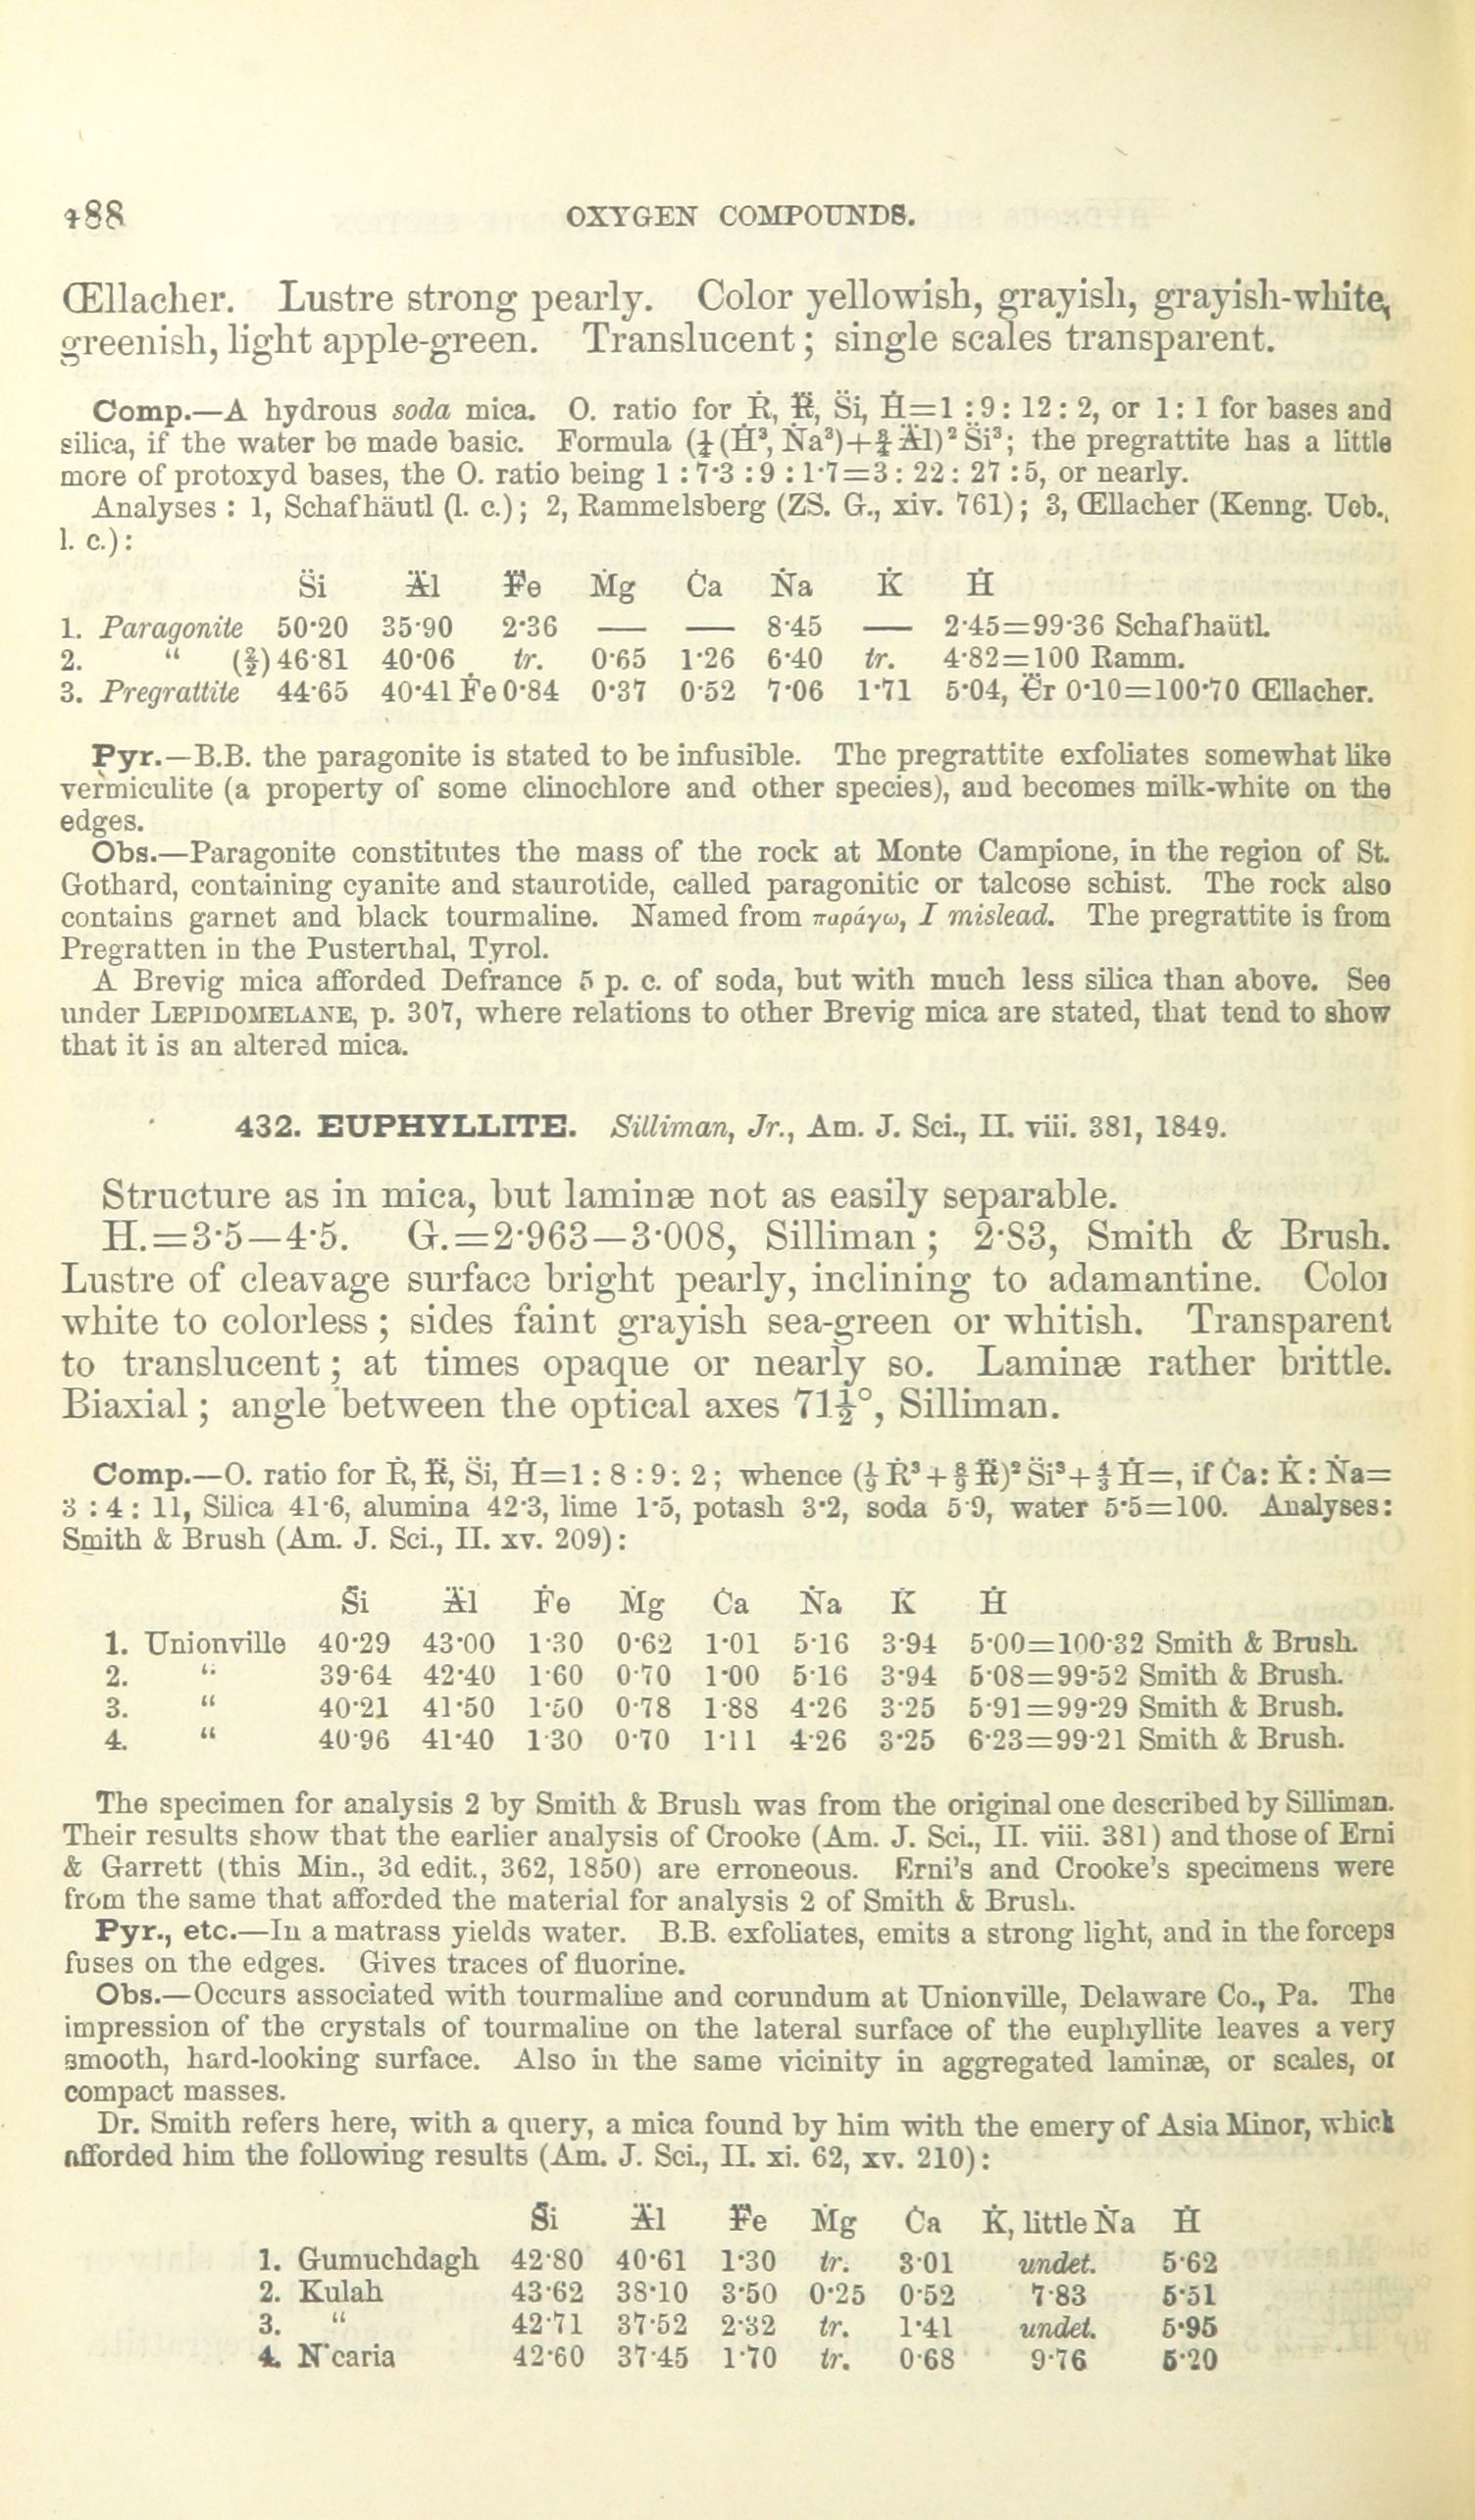 488 OXYGEN COMPOUNDS.
Œllacher. Lustre strong pearly. Color yellowish, grayish, grayish-white,
greenish, light apple-green. Translucent; single scales transparent.
Comp.—A hydrous soda mica. O. ratio for Ṙ, R̶̈, S̈i, Ḣ=1 : 9 : 12 : 2, or 1 : 1 for bases and
silica, if the water be made basic. Formula (¼(Ḣ³, Ṅa³)+¾ Ä̶l)² S̈i³; the pregrattite has a little
more of protoxyd bases, the O. ratio being 1 : 7·3 : 9 : 1·7=3 : 22 : 27 : 5, or nearly.
Analyses : 1, Schafhäutl (l. c.); 2, Rammelsberg (ZS. G., xiv. 761); 3, Œllacher (Kenng. Ueb.,
l. c.):
S̈i Ä̶l F̶̈e Ṁg Ċa Ṅa K̇ Ḣ
1. Paragonite 50·20 35·90 2·36 — — 8·45 — 2·45=99·36 Schafhaütl.
2. “ (⅔) 46·81 40·06 tr. 0·65 1·26 6·40 tr. 4·82=100 Ramm.
3. Pregrattite 44·65 40·41 Ḟe 0·84 0·37 0·52 7·06 1·71 5·04, C̶̈r 0·10=100·70 Œllacher.
Pyr.—B.B. the paragonite is stated to be infusible. The pregrattite exfoliates somewhat like
vermiculite (a property of some clinochlore and other species), and becomes milk-white on the
edges.
Obs.—Paragonite constitutes the mass of the rock at Monte Campione, in the region of St.
Gothard, containing cyanite and staurotide, called paragonitic or talcose schist. The rock also
contains garnet and black tourmaline. Named from παράγω, I mislead. The pregrattite is from
Pregratten in the Pusterthal, Tyrol.
A Brevig mica afforded Defrance 5 p. c. of soda, but with much less silica than above. See
under LEPIDOMELANE, p. 307, where relations to other Brevig mica are stated, that tend to show
that it is an altered mica.
432. EUPHYLLITE. Silliman, Jr., Am. J. Sci., II. viii. 381, 1849.
Structure as in mica, but laminæ not as easily separable.
H.=3·5—4·5. G.=2·963—3·008, Silliman; 2·83, Smith & Brush.
Lustre of cleavage surface bright pearly, inclining to adamantine. Color
white to colorless; sides faint grayish sea-green or whitish. Transparent
to translucent; at times opaque or nearly so. Laminæ rather brittle.
Biaxial; angle between the optical axes 71½°, Silliman.
Comp.—O. ratio for Ṙ, R̶̈, S̈i, Ḣ=1 : 8 : 9 : 2; whence (⅑ Ṙ³+⁸⁄₉ R̶̈)² S̈i³+⁴⁄₃ Ḣ=, if Ċa : K̇ : Ṅa=
3 : 4 : 11, Silica 41·6, alumina 42·3, lime 1·5, potash 3·2, soda 5·9, water 5·5=100. Analyses:
Smith & Brush (Am. J. Sci., II. xv. 209):
S̈i Ä̶l Ḟe Ṁg Ċa Ṅa K̇ Ḣ
1. Unionville 40·29 43·00 1·30 0·62 1·01 5·16 3·94 5·00=100·32 Smith & Brush.
2. “ 39·64 42·40 1·60 0·70 1·00 5·16 3·94 5·08=99·52 Smith & Brush.
3. “ 40·21 41·50 1·50 0·78 1·88 4·26 3·25 5·91=99·29 Smith & Brush.
4. “ 40·96 41·40 1·30 0·70 1·11 4·26 3·25 6·23=99·21 Smith & Brush.
The specimen for analysis 2 by Smith & Brush was from the original one described by Silliman.
Their results show that the earlier analysis of Crooke (Am. J. Sci., II. viii. 381) and those of Erni
& Garrett (this Min., 3d edit., 362, 1850) are erroneous. Erni's and Crooke's specimens were
from the same that afforded the material for analysis 2 of Smith & Brush.
Pyr., etc.—In a matrass yields water. B.B. exfoliates, emits a strong light, and in the forceps
fuses on the edges. Gives traces of fluorine.
Obs.—Occurs associated with tourmaline and corundum at Unionville, Delaware Co., Pa. The
impression of the crystals of tourmaline on the lateral surface of the euphyllite leaves a very
smooth, hard-looking surface. Also in the same vicinity in aggregated laminæ, or scales, or
compact masses.
Dr. Smith refers here, with a query, a mica found by him with the emery of Asia Minor, which
afforded him the following results (Am. J. Sci., II. xi. 62, xv. 210):
S̈i Ä̶l F̶̈e Ṁg Ċa K̇, little Ṅa Ḣ
1. Gumuchdagh 42·80 40·61 1·30 tr. 3·01 undet. 5·62
2. Kulah 43·62 38·10 3·50 0·25 0·52 7·83 5·51
3. “ 42·71 37·52 2·32 tr. 1·41 undet. 5·95
4. N'caria 42·60 37·45 1·70 tr. 0·68 9·76 5·20